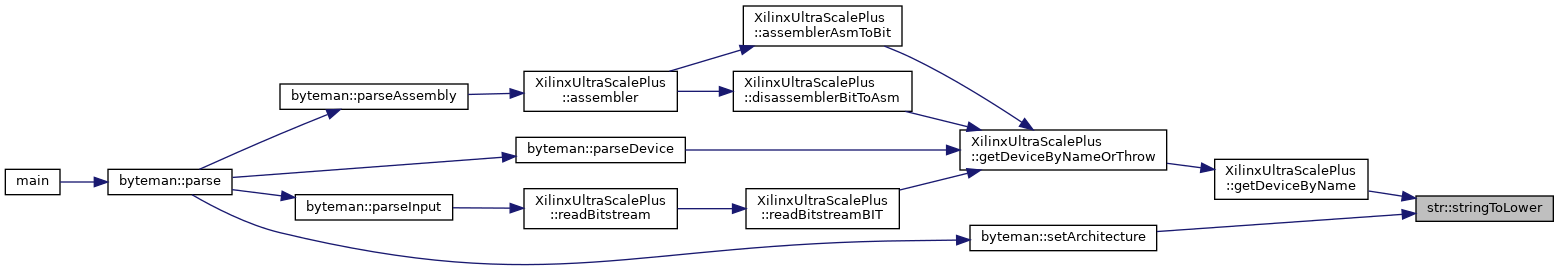 XilinxUltraScalePlus
::assemblerAsmToBit
byteman::parseAssembly
XilinxUltraScalePlus
::assembler
XilinxUltraScalePlus
::disassemblerBitToAsm
byteman::parseDevice
XilinxUltraScalePlus
::getDeviceByNameOrThrow
main
byteman::parse
XilinxUltraScalePlus
::getDeviceByName
byteman::parseInput
XilinxUltraScalePlus
::readBitstream
XilinxUltraScalePlus
::readBitstreamBIT
str::stringToLower
byteman::setArchitecture